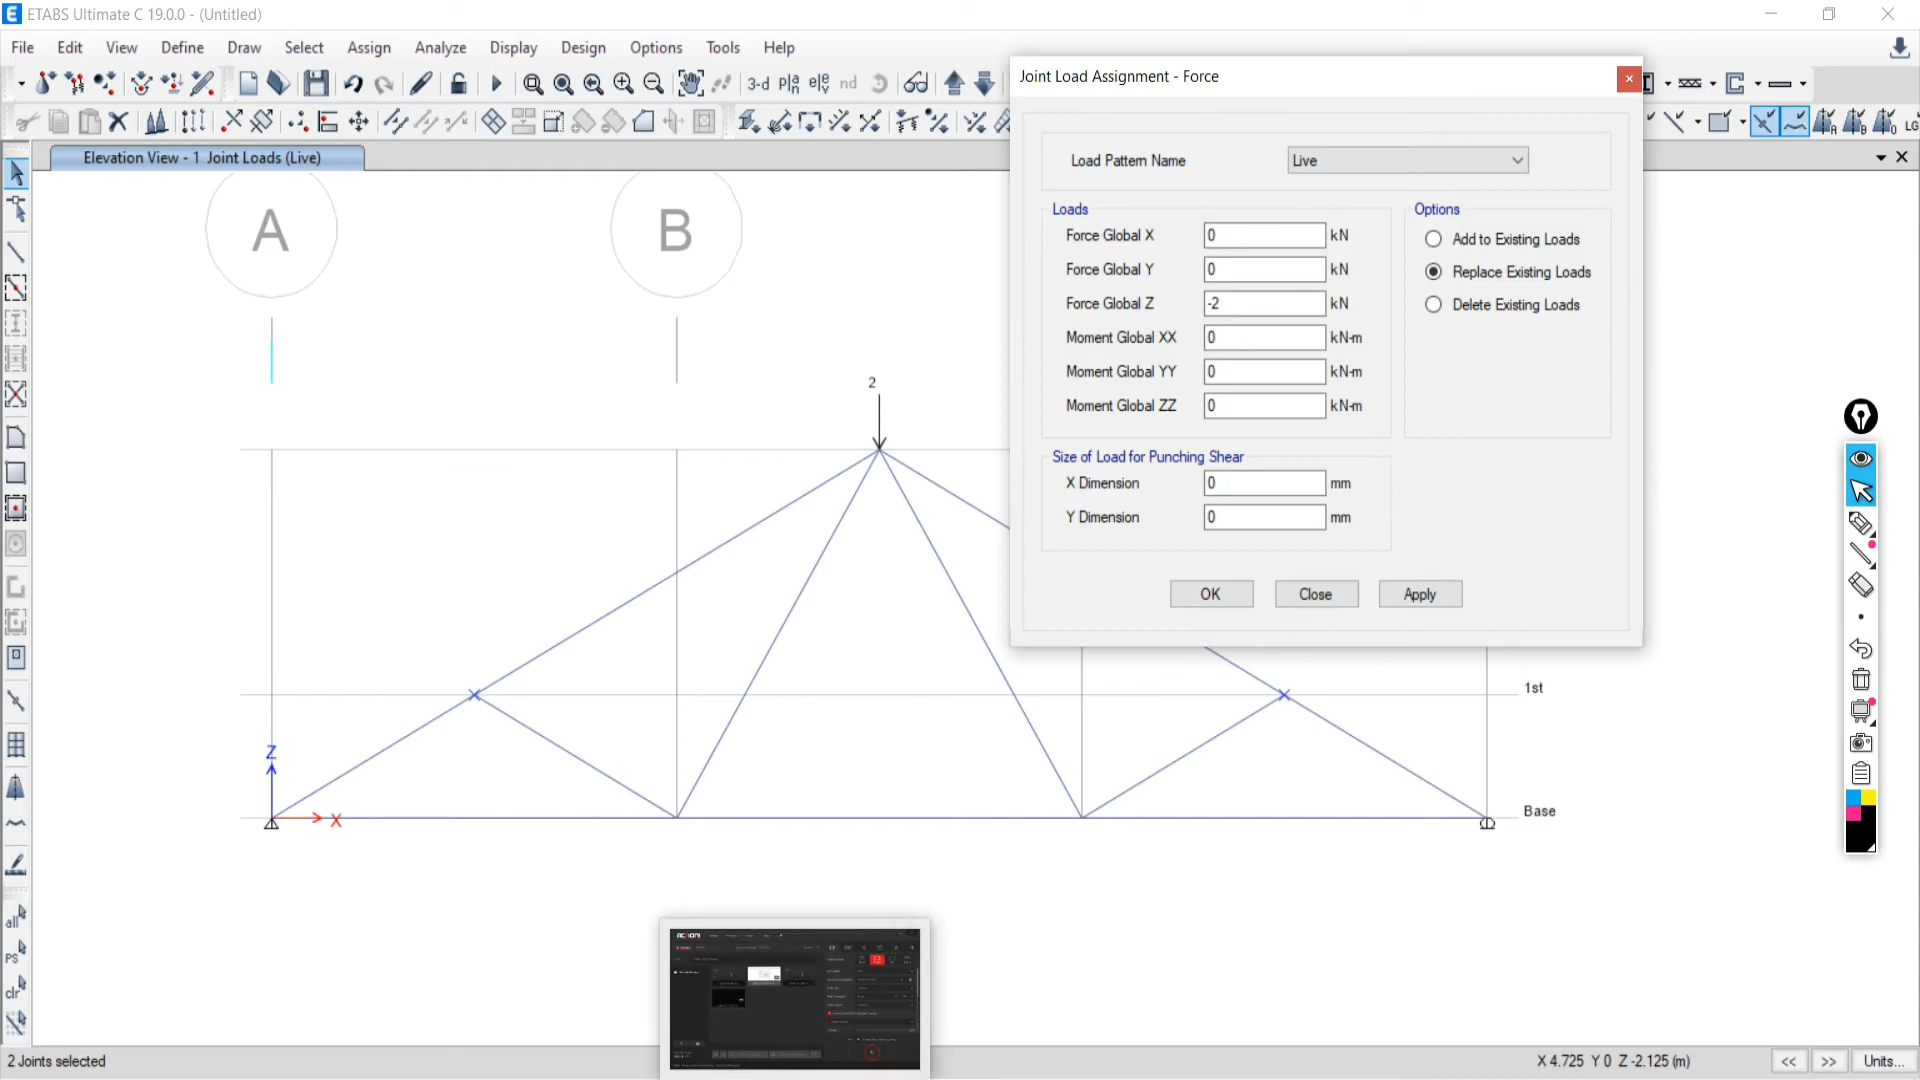 ETABS Ultimate C 19.0.0 - (Untitled)
File Edit View Define Draw Select Assign Analyze Display Design Options Tools Help
3-d
nd
Elevation View - 1 Joint Loads (Live)
A
B
2
1st
Base
Z
X
Joint Load Assignment - Force
Load Pattern Name Live
Loads
Force Global X 0 kN
Force Global Y 0 kN
Force Global Z -2 kN
Moment Global XX 0 kN-m
Moment Global YY 0 kN-m
Moment Global ZZ 0 kN-m
Options
Add to Existing Loads
Replace Existing Loads
Delete Existing Loads
Size of Load for Punching Shear
X Dimension 0 mm
Y Dimension 0 mm
OK Close Apply
all
PS
clr
2 Joints selected
X 4.725 Y 0 Z -2.125 (m)
<< >> Units...